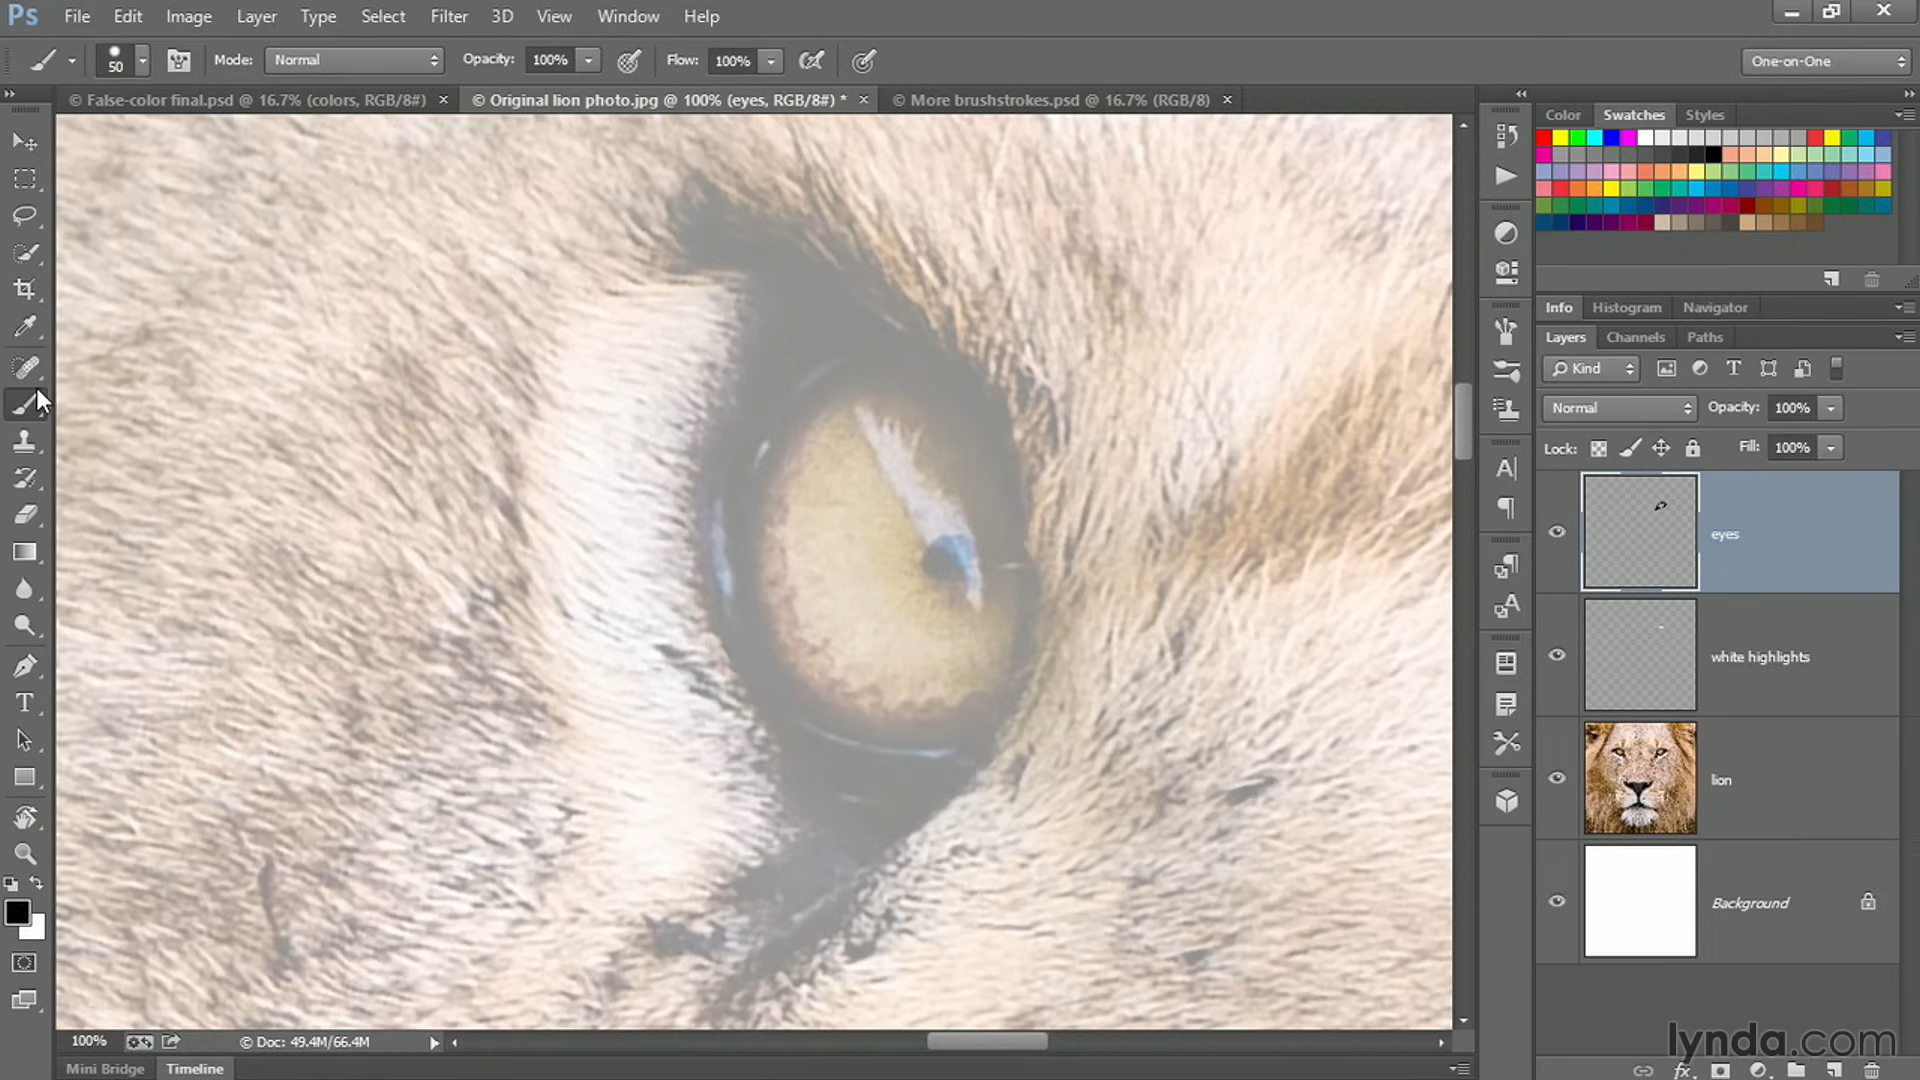 Ps File Edit Image Layer Type Select Filter 3D View Window Help
50 Mode: Normal Opacity: 100% Flow: 100% One-on-One
© False-color final.psd @ 16.7% (colors, RGB/8#) × © Original lion photo.jpg @ 100% (eyes, RGB/8#) * × © More brushstrokes.psd @ 16.7% (RGB/8) ×
Color Swatches Styles
Info Histogram Navigator
Layers Channels Paths
Kind
Normal Opacity: 100%
Lock: Fill: 100%
eyes
white highlights
lion
Background
100% © Doc: 49.4M/66.4M
Mini Bridge Timeline
lynda.com